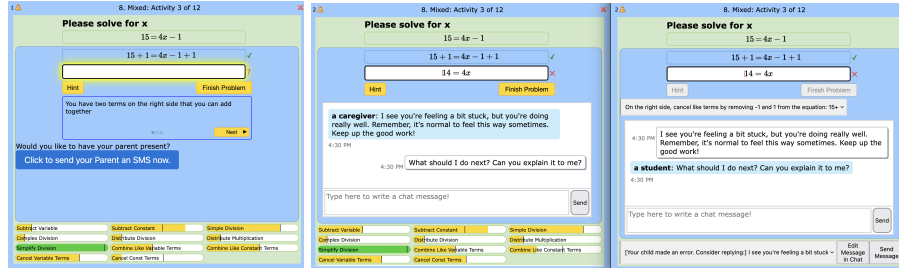 1
8. Mixed: Activity 3 of 12
Please solve for x
15 = 4x − 1
15 + 1 = 4x − 1 + 1
Hint
Finish Problem
You have two terms on the right side that you can add
together
Next
Would you like to have your parent present?
Click to send your Parent an SMS now.
Subtract Variable
Subtract Constant
Simple Division
Complex Division
Distribute Division
Distribute Multiplication
Simplify Division
Combine Like Variable Terms
Combine Like Constant Terms
Cancel Variable Terms
Cancel Const Terms
2
8. Mixed: Activity 3 of 12
Please solve for x
15 = 4x − 1
15 + 1 = 4x − 1 + 1
14 = 4x
Hint
Finish Problem
a caregiver: I see you're feeling a bit stuck, but you're doing
really well. Remember, it's normal to feel this way sometimes.
Keep up the good work!
4:30 PM
4:30 PM
What should I do next? Can you explain it to me?
Type here to write a chat message!
Send
Subtract Variable
Subtract Constant
Simple Division
Complex Division
Distribute Division
Distribute Multiplication
Simplify Division
Combine Like Variable Terms
Combine Like Constant Terms
Cancel Variable Terms
Cancel Const Terms
2
8. Mixed: Activity 3 of 12
Please solve for x
15 = 4x − 1
15 + 1 = 4x − 1 + 1
14 = 4x
Hint
Finish Problem
On the right side, cancel like terms by removing -1 and 1 from the equation: 15+
4:30 PM
I see you're feeling a bit stuck, but you're doing really well.
Remember, it's normal to feel this way sometimes. Keep up the
good work!
a student: What should I do next? Can you explain it to me?
4:30 PM
Type here to write a chat message!
Send
[Your child made an error. Consider replying:] I see you're feeling a bit stuck
Edit
Message
in Chat
Send
Message